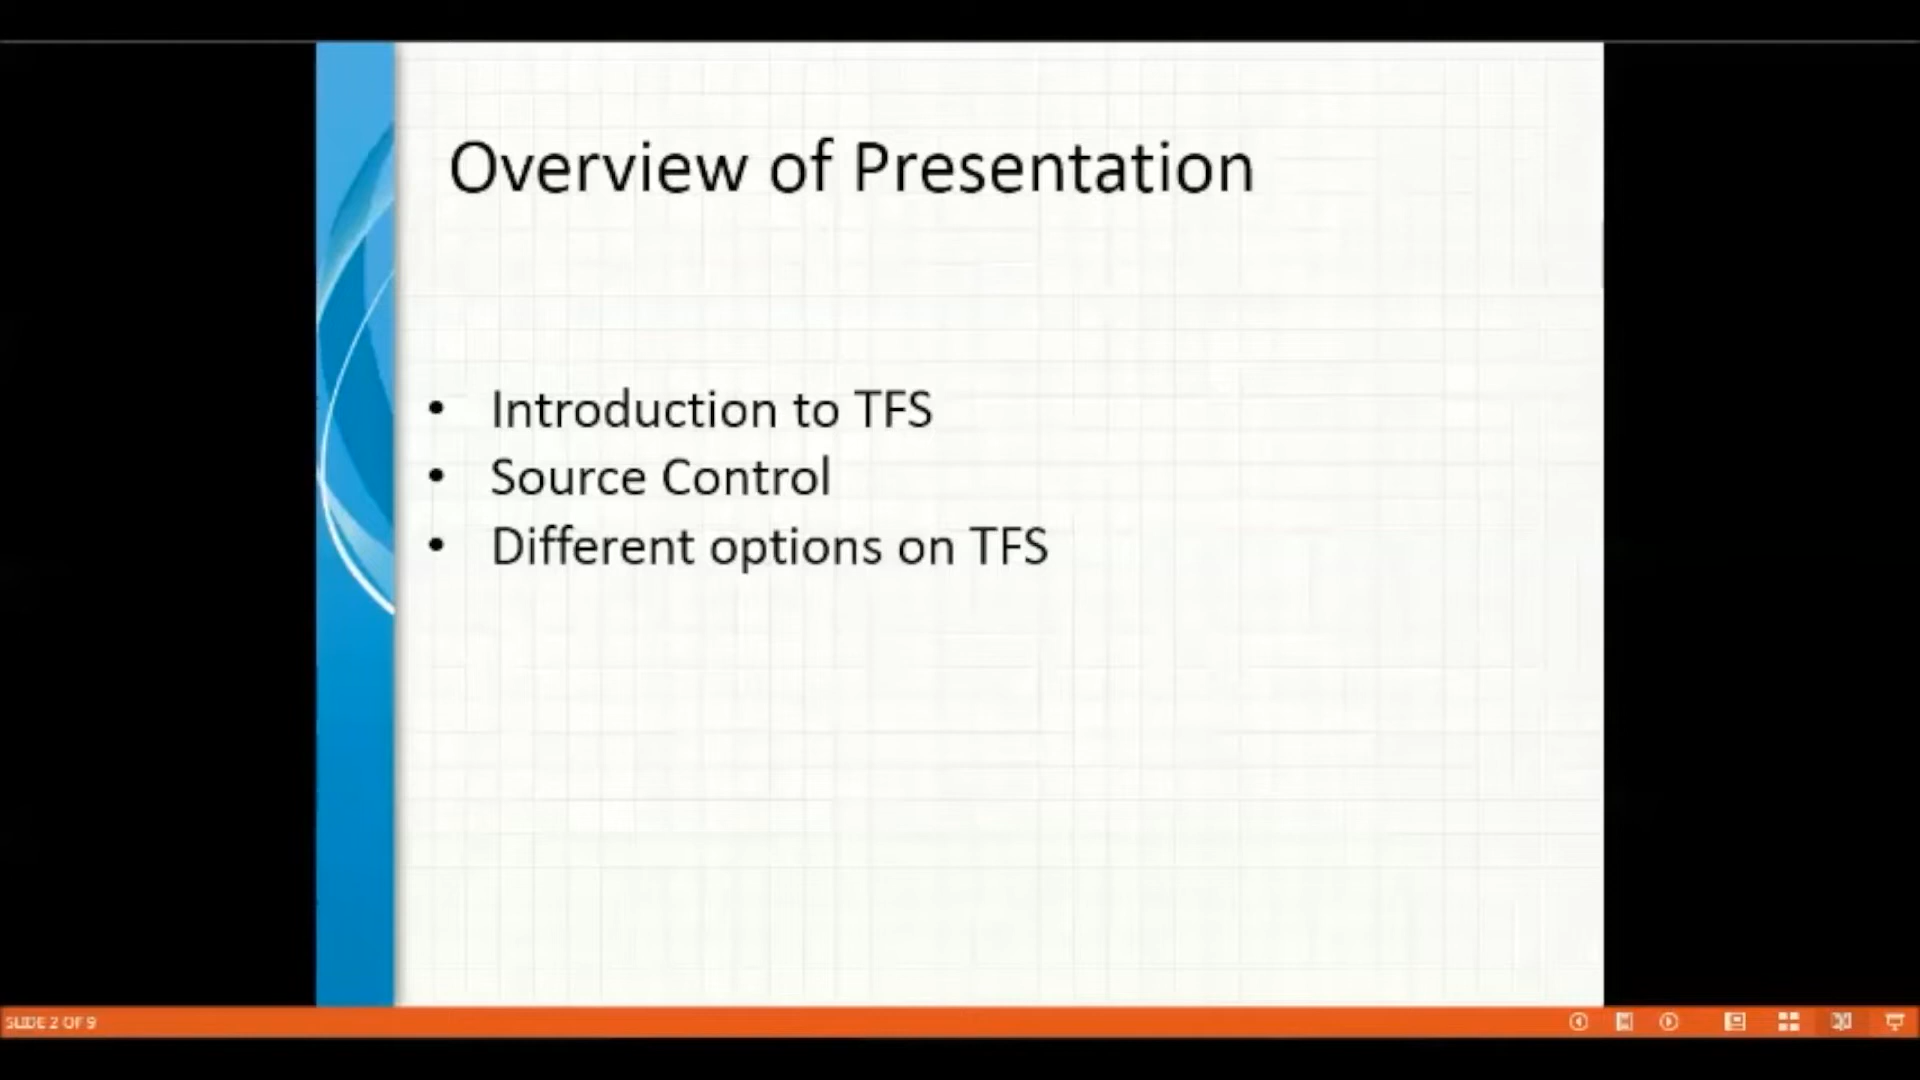 Overview of Presentation
• Introduction to TFS
• Source Control
• Different options on TFS
SLIDE 2 OF 9